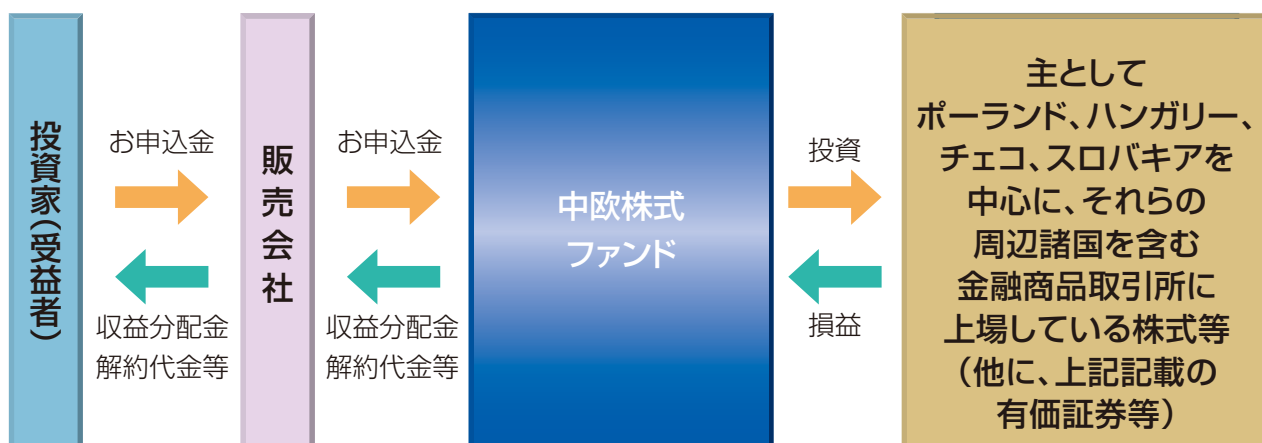 投資家（受益者）
お申込金
収益分配金
解約代金等
販売会社
お申込金
収益分配金
解約代金等
中欧株式
ファンド
投資
損益
主として
ポーランド、ハンガリー、
チェコ、スロバキアを
中心に、それらの
周辺諸国を含む
金融商品取引所に
上場している株式等
（他に、上記記載の
有価証券等）